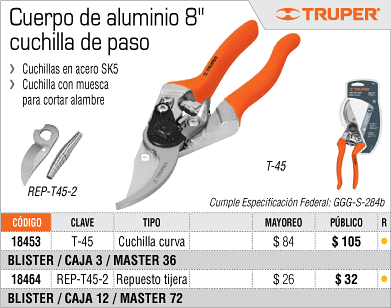 Cuerpo de aluminio 8"
cuchilla de paso
TRUPER®
› Cuchillas en acero SK5
› Cuchilla con muesca
para cortar alambre
REP-T45-2
T-45
Cumple Especificación Federal: GGG-S-284b
CÓDIGO CLAVE TIPO MAYOREO PÚBLICO R
18453 T-45 Cuchilla curva $ 84 $ 105
BLISTER / CAJA 3 / MASTER 36
18464 REP-T45-2 Repuesto tijera $ 26 $ 32
BLISTER / CAJA 12 / MASTER 72